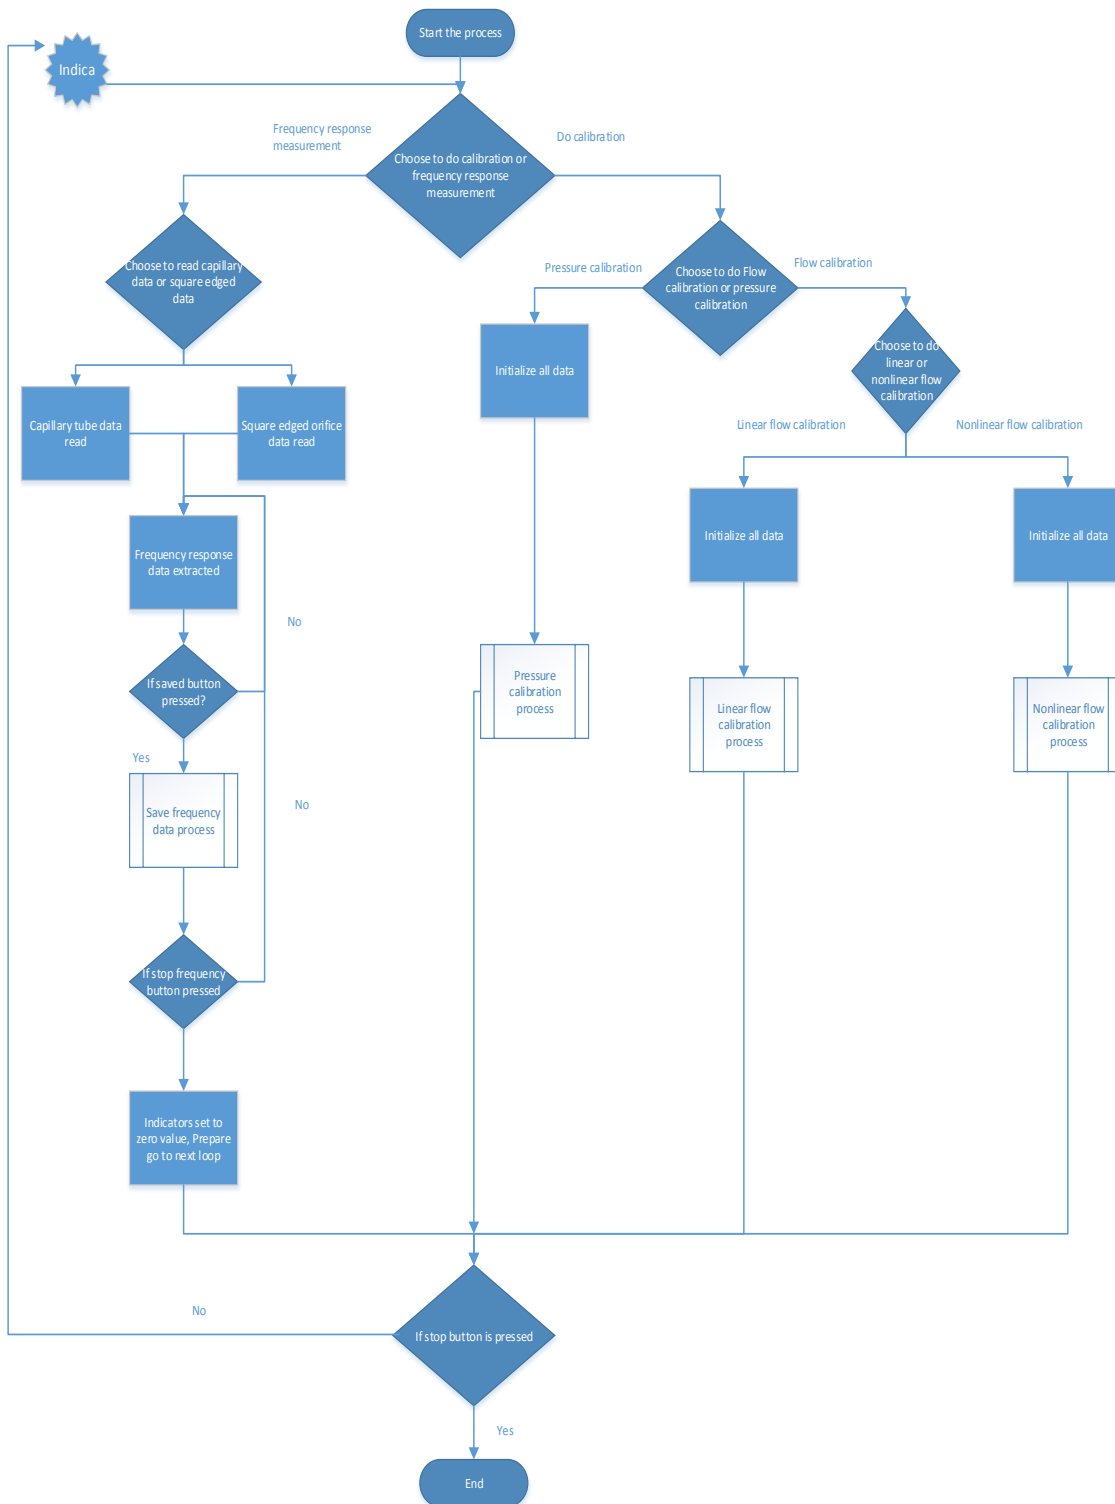 Start the process
Indica
Frequency response
measurement
Do calibration
Choose to do calibration or
frequency response
measurement
Choose to read capillary
data or square edged
data
Pressure calibration
Choose to do Flow
calibration or pressure
calibration
Flow calibration
Initialize all data
Choose to do
linear or
nonlinear flow
calibration
Capillary tube data
read
Square edged orifice
data read
Linear flow calibration
Nonlinear flow calibration
Initialize all data
Initialize all data
Frequency response
data extracted
No
If saved button
pressed?
Pressure
calibration
process
Linear flow
calibration
process
Nonlinear flow
calibration
process
Yes
Save frequency
data process
No
If stop frequency
button pressed
Indicators set to
zero value, Prepare
go to next loop
No
If stop button is pressed
Yes
End